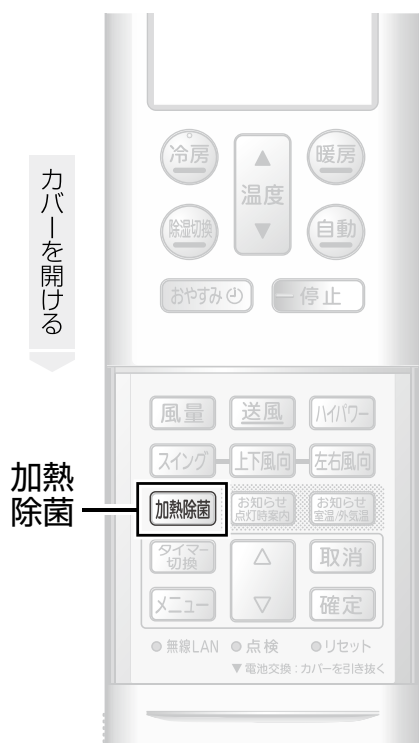 冷房
▲
温度
▼
暖房
除湿切換
自動
カバーを開ける
おやすみ
停止
風量
送風
ハイパワー
スイング
上下風向
左右風向
加熱
除菌
加熱除菌
お知らせ
点灯時案内
お知らせ
室温/外気温
タイマー
切換
△
取消
メニュー
▽
確定
●無線LAN ●点検 ●リセット
▼電池交換：カバーを引き抜く